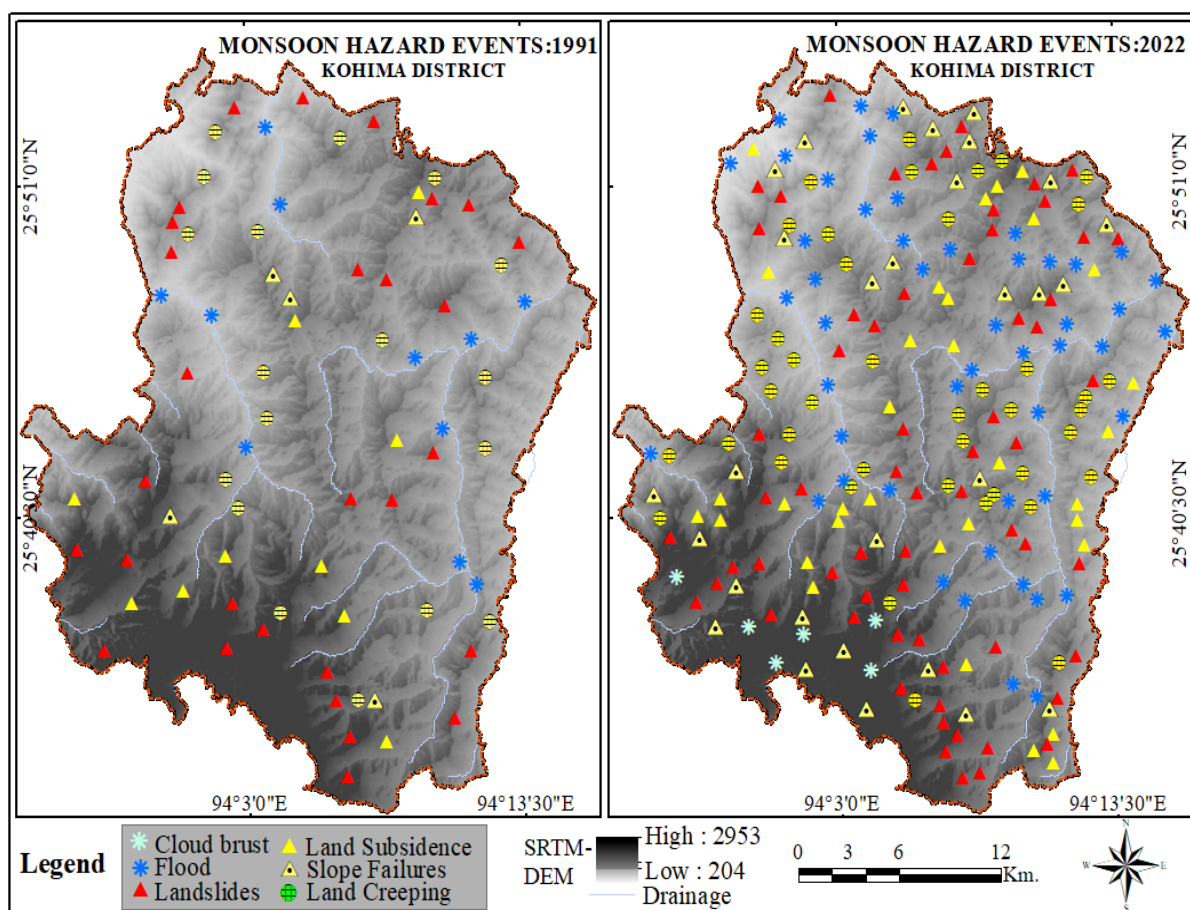 MONSOON HAZARD EVENTS:1991
KOHIMA DISTRICT
25°51'0"N
25°40'30"N
94°3'0"E
94°13'30"E
MONSOON HAZARD EVENTS:2022
KOHIMA DISTRICT
25°51'0"N
25°40'30"N
94°3'0"E
94°13'30"E
Legend
Cloud brust
Flood
Landslides
Land Subsidence
Slope Failures
Land Creeping
SRTM-
DEM
High : 2953
Low : 204
Drainage
0 3 6 12
Km.
N
W E
S